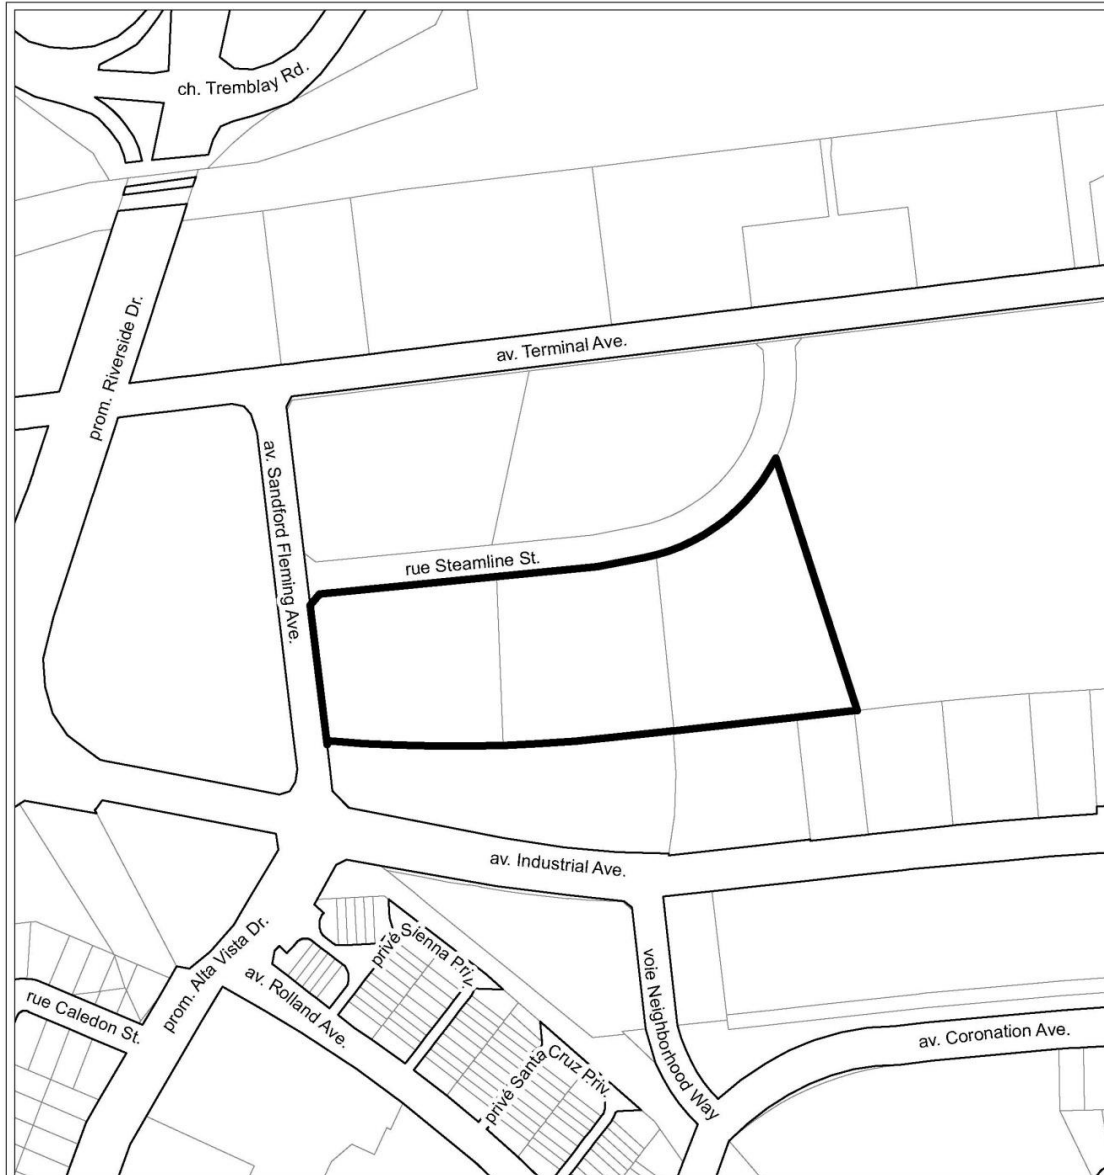 ch. Tremblay Rd.
prom. Riverside Dr.
av. Terminal Ave.
av. Sandford Fleming Ave.
rue Steamline St.
av. Industrial Ave.
privé Sienna Priv.
prom. Alta Vista Dr.
av. Rolland Ave.
rue Caledon St.
voie Neighborhood Way
av. Coronation Ave.
privé Santa Cruz Priv.